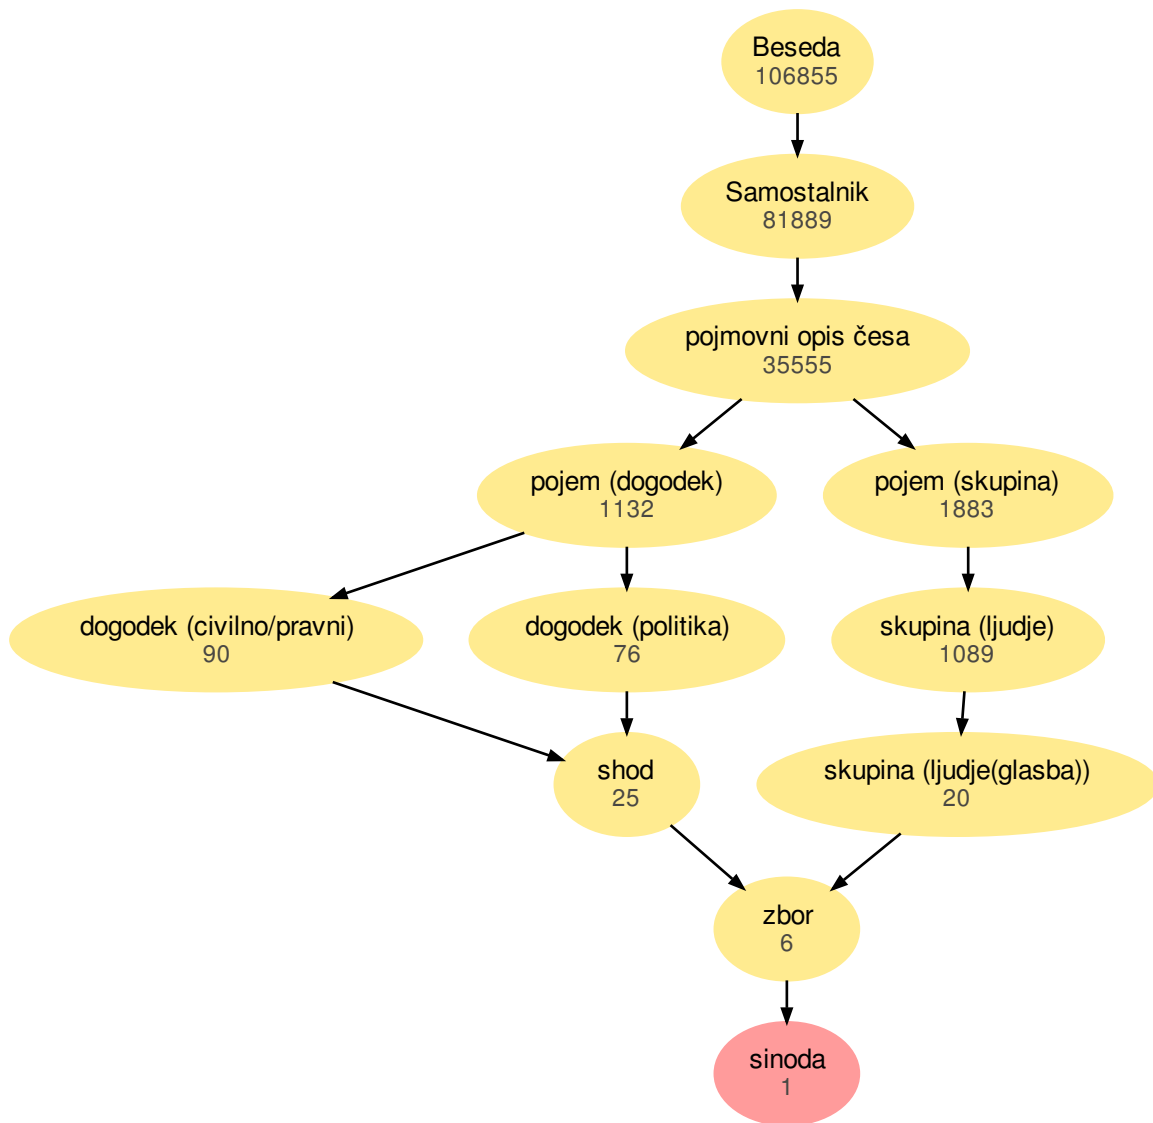 Beseda
106855
Samostalnik
81889
pojmovni opis česa
35555
pojem (dogodek)
1132
pojem (skupina)
1883
dogodek (civilno/pravni)
90
dogodek (politika)
76
skupina (ljudje)
1089
shod
25
skupina (ljudje(glasba))
20
zbor
6
sinoda
1